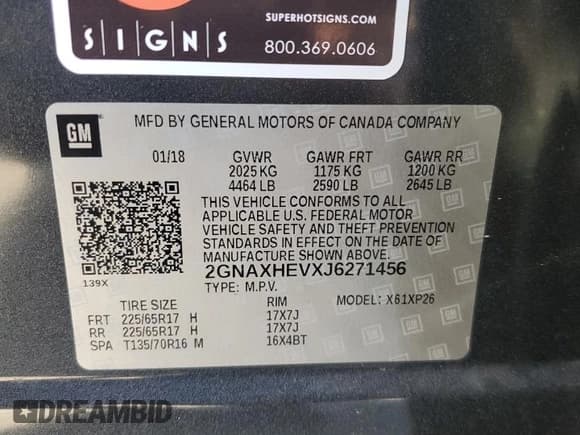 SUPERHOTSIGNS.COM
SIGNS 800.369.0606
GM MFD BY GENERAL MOTORS OF CANADA COMPANY
01/18 GVWR GAWR FRT GAWR RR
2025 KG 1175 KG 1200 KG
4464 LB 2590 LB 2645 LB
THIS VEHICLE CONFORMS TO ALL
APPLICABLE U.S. FEDERAL MOTOR
VEHICLE SAFETY AND THEFT PREVENTION
STANDARDS IN EFFECT ON THE DATE
OF MANUFACTURE SHOWN ABOVE.
139X 2GNAXHEVXJ6271456
TYPE: M.P.V. MODEL: X61XP26
TIRE SIZE RIM
FRT 225/65R17 H 17X7J
RR 225/65R17 H 17X7J
SPA T135/70R16 M 16X4BT
DREAMBID